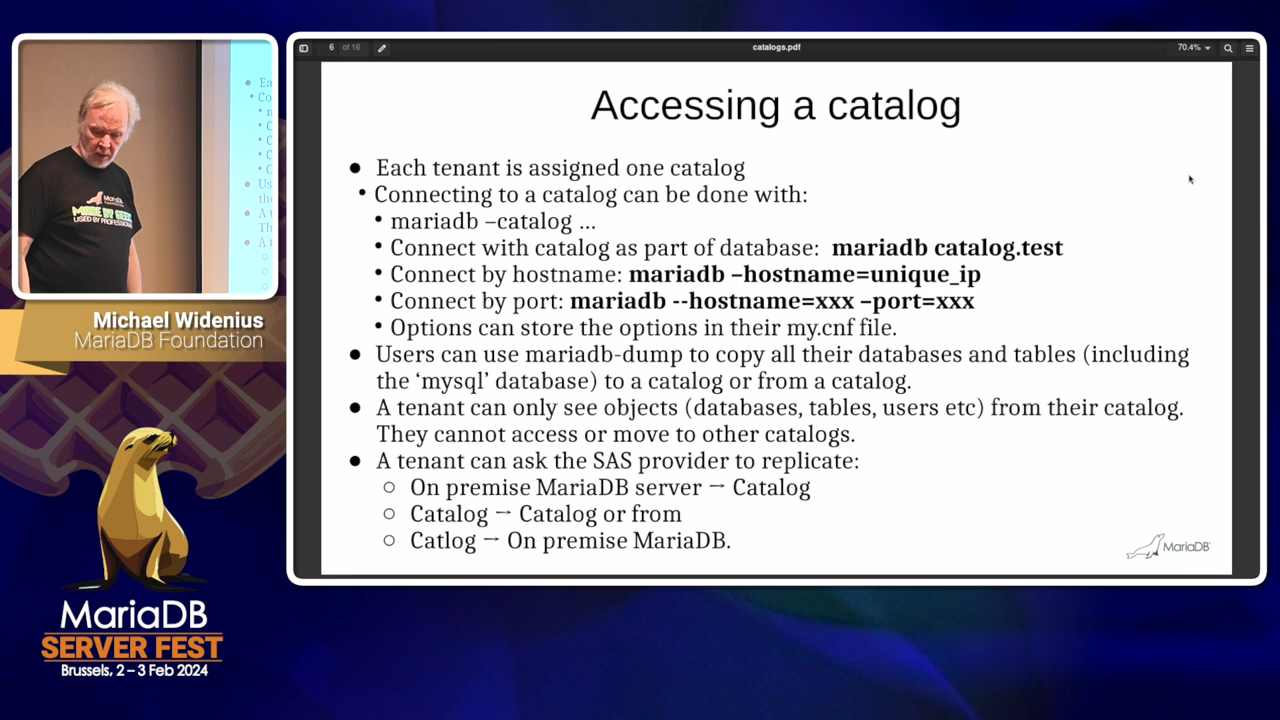 6 of 16
catalogs.pdf
70.4%
Accessing a catalog
● Each tenant is assigned one catalog
• Connecting to a catalog can be done with:
• mariadb –catalog ...
• Connect with catalog as part of database: mariadb catalog.test
• Connect by hostname: mariadb –hostname=unique_ip
• Connect by port: mariadb --hostname=xxx –port=xxx
• Options can store the options in their my.cnf file.
● Users can use mariadb-dump to copy all their databases and tables (including
the ‘mysql’ database) to a catalog or from a catalog.
● A tenant can only see objects (databases, tables, users etc) from their catalog.
They cannot access or move to other catalogs.
● A tenant can ask the SAS provider to replicate:
○ On premise MariaDB server → Catalog
○ Catalog → Catalog or from
○ Catlog → On premise MariaDB.
MariaDB
MariaDB
MADE BY GEEKS
USED BY PROFESSIONALS
Michael Widenius
MariaDB Foundation
MariaDB
SERVER FEST
Brussels, 2 – 3 Feb 2024